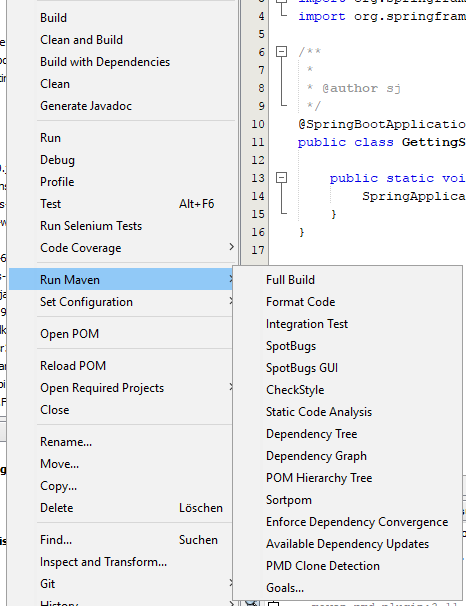 Build
Clean and Build
Build with Dependencies
Clean
Generate Javadoc
Run
Debug
Profile
Test Alt+F6
Run Selenium Tests
Code Coverage
Run Maven
Set Configuration
Open POM
Reload POM
Open Required Projects
Close
Rename...
Move...
Copy...
Delete Löschen
Find... Suchen
Inspect and Transform...
Git
History
Full Build
Format Code
Integration Test
SpotBugs
SpotBugs GUI
CheckStyle
Static Code Analysis
Dependency Tree
Dependency Graph
POM Hierarchy Tree
Sortpom
Enforce Dependency Convergence
Available Dependency Updates
PMD Clone Detection
Goals...
4 import org.springfram
5
6 /**
7 *
8 * @author sj
9 */
10 @SpringBootApplicatio
11 public class GettingS
12
13 public static voi
14 SpringApplica
15 }
16 }
17